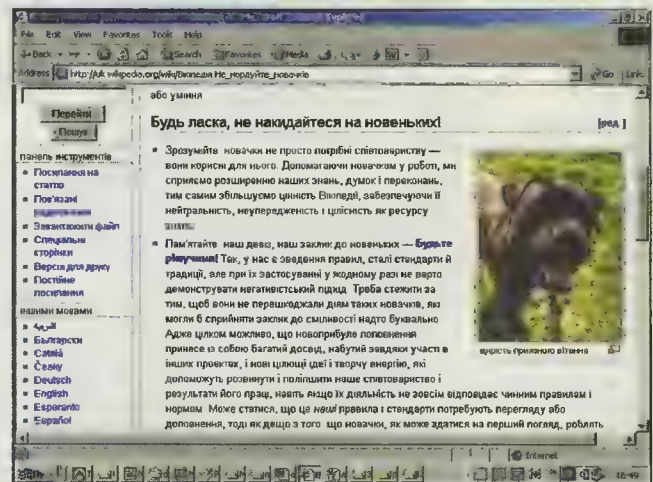 File Edit View Favorites Tools Help
Back Search Favorites Media
Address http://uk.wikipedia.org/wiki/Вікіпедія:Не_нордуйте_новачків Go Links
Перейти
Пошук
панель інструментів
Посилання на статтю
Пов'язані
Завантажити файл
Спеціальні сторінки
Версія для друку
Постійне посилання
іншими мовами
العربية
Български
Català
Česky
Deutsch
English
Esperanto
Español
або уміння
Будь ласка, не накидайтеся на новеньких! [ред.]
Зрозумійте новачки не просто потрібні співтовариству —
вони корисні для нього. Допомагаючи новачкам у роботі, ми
сприяємо розширенню наших знань, думок і переконань,
тим самим збільшуємо цінність Вікіпедії, забезпечуючи її
нейтральність, неупередженість і цілісність як ресурсу
Пам'ятайте наш девіз, наш заклик до новеньких — Будьте
рішучими! Так, у нас є зведення правил, сталі стандарти й
традиції, але при їх застосуванні у жодному разі не варто
демонструвати негативістський підхід. Треба стежити за
тим, щоб вони не перешкоджали діям таких новачків, які
могли б сприйняти заклик до сміливості надто буквально
Адже цілком можливо, що новоприбуле поповнення
принесе із собою багатий досвід, набутий завдяки участі в
інших проектах, і нові цілющі ідеї і творчу енергію, які
допоможуть розвинути і поліпшити наше співтовариство і
результати його праці, навіть якщо їх діяльність не зовсім відповідає чинним правилам і
нормам. Може статися, що це наші правила і стандарти потребують перегляду або
доповнення, тоді як дещо з того що новачки, як може здатися на перший погляд, роблять
щирість приязного вітання
Internet
16:49